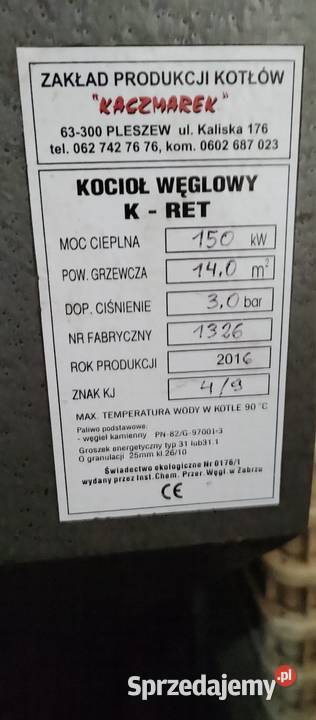 ZAKŁAD PRODUKCJI KOTŁÓW
"KACZMAREK"
63-300 PLESZEW ul. Kaliska 176
tel. 062 742 76 76, kom. 0602 687 023
KOCIOŁ WĘGLOWY
K - RET
MOC CIEPLNA 150 kW
POW. GRZEWCZA 14,0 m²
DOP. CIŚNIENIE 3,0 bar
NR FABRYCZNY 1326
ROK PRODUKCJI 2016
ZNAK KJ 4/9
MAX. TEMPERATURA WODY W KOTLE 90 °C
Paliwo podstawowe:
- węgiel kamienny PN-82/G-97001-3
Groszek energetyczny typ 31 lub31.1
O granulacji 25mm kl.26/10
Świadectwo ekologiczne Nr 0176/1
wydany przez Inst. Chem. Przer. Węgl. w Zabrzu
CE
Sprzedajemy.pl